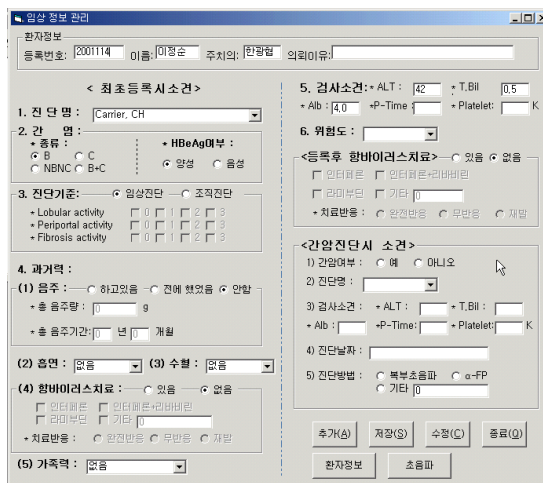 임상 정보 관리
환자정보
등록번호: 2001114 이름: 이정순 주치의: 한광협 의뢰이유:
< 최초등록시소견>
1. 진 단 명 : Carrier, CH
2. 간 명 :
* 종류 : * HBeAg여부 :
B C 양성 음성
NBNC B+C
3. 진단기준: 임상진단 조직진단
* Lobular activity 0 1 2 3
* Periportal activity 0 1 2 3
* Fibrosis activity 0 1 2 3
4. 과거력 :
(1) 음주 : 하고있음 전에 했었음 안함
* 총 음주량 : 0 g
* 총 음주기간: 0 년 0 개월
(2) 흡연 : 없음 (3) 수혈 : 없음
(4) 항바이러스치료 : 있음 없음
인터페론 인터페론+리바비린
라미부딘 기타 0
* 치료반응 : 완전반응 무반응 재발
(5) 가족력 : 없음
5. 검사소견: * ALT : 42 * T,Bil 0,5
* Alb : 4,0 *P-Time : * Platelet: K
6. 위험도 :
<등록후 항바이러스치료> 있음 없음
인터페론 인터페론+리바비린
라미부딘 기타 0
* 치료반응 : 완전반응 무반응 재발
<간암진단시 소견>
1) 간암여부 : 예 아니오
2) 진단명 :
3) 검사소견 : * ALT : * T,Bil :
* Alb : *P-Time: * Platelet: K
4) 진단날짜 :
5) 진단방법 : 복부초음파 α-FP
기타 0
추가(A) 저장(S) 수정(C) 종료(Q)
환자정보 초음파